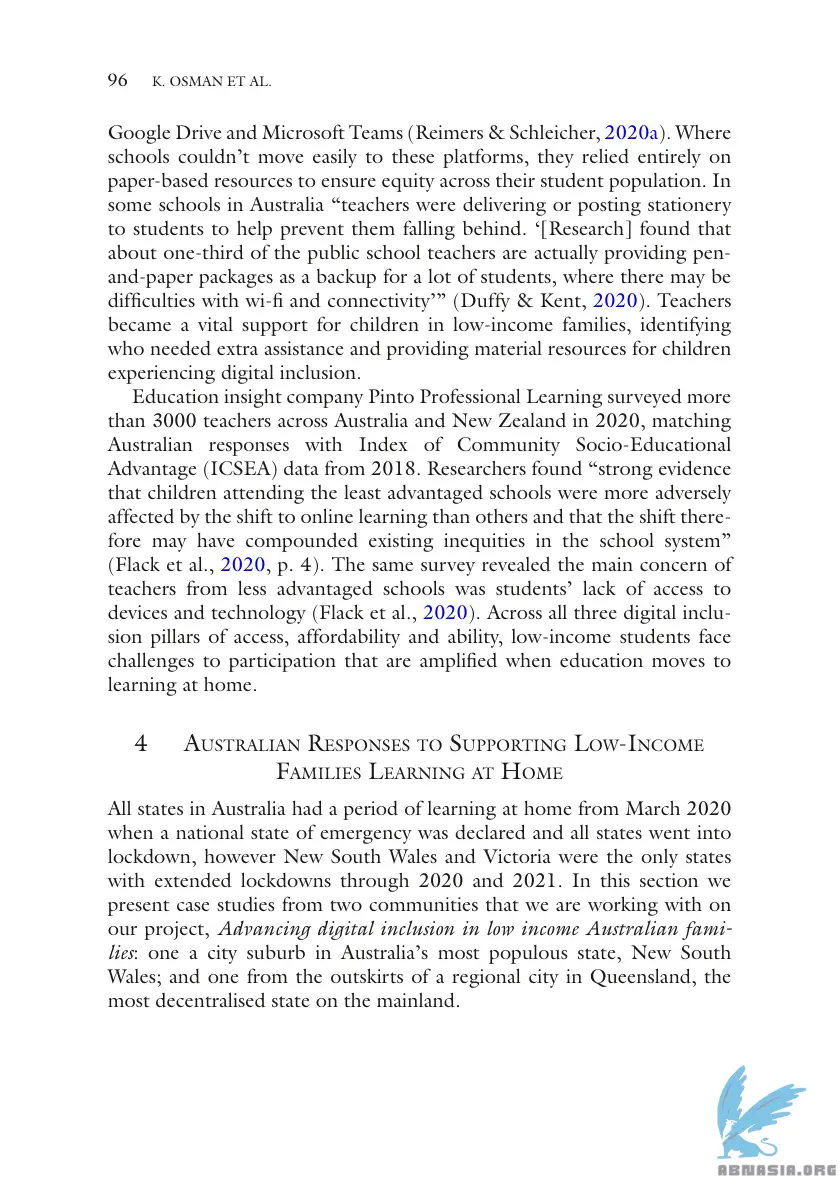 96 K. OSMAN ET AL.
Google Drive and Microsoft Teams (Reimers & Schleicher, 2020a). Where
schools couldn’t move easily to these platforms, they relied entirely on
paper-based resources to ensure equity across their student population. In
some schools in Australia “teachers were delivering or posting stationery
to students to help prevent them falling behind. ‘[Research] found that
about one-third of the public school teachers are actually providing pen-
and-paper packages as a backup for a lot of students, where there may be
difficulties with wi-fi and connectivity’” (Duffy & Kent, 2020). Teachers
became a vital support for children in low-income families, identifying
who needed extra assistance and providing material resources for children
experiencing digital inclusion.
Education insight company Pinto Professional Learning surveyed more
than 3000 teachers across Australia and New Zealand in 2020, matching
Australian responses with Index of Community Socio-Educational
Advantage (ICSEA) data from 2018. Researchers found “strong evidence
that children attending the least advantaged schools were more adversely
affected by the shift to online learning than others and that the shift there-
fore may have compounded existing inequities in the school system”
(Flack et al., 2020, p. 4). The same survey revealed the main concern of
teachers from less advantaged schools was students’ lack of access to
devices and technology (Flack et al., 2020). Across all three digital inclu-
sion pillars of access, affordability and ability, low-income students face
challenges to participation that are amplified when education moves to
learning at home.
4 Australian Responses to Supporting Low-Income
Families Learning at Home
All states in Australia had a period of learning at home from March 2020
when a national state of emergency was declared and all states went into
lockdown, however New South Wales and Victoria were the only states
with extended lockdowns through 2020 and 2021. In this section we
present case studies from two communities that we are working with on
our project, Advancing digital inclusion in low income Australian fami-
lies: one a city suburb in Australia’s most populous state, New South
Wales; and one from the outskirts of a regional city in Queensland, the
most decentralised state on the mainland.
ABNASIA.ORG